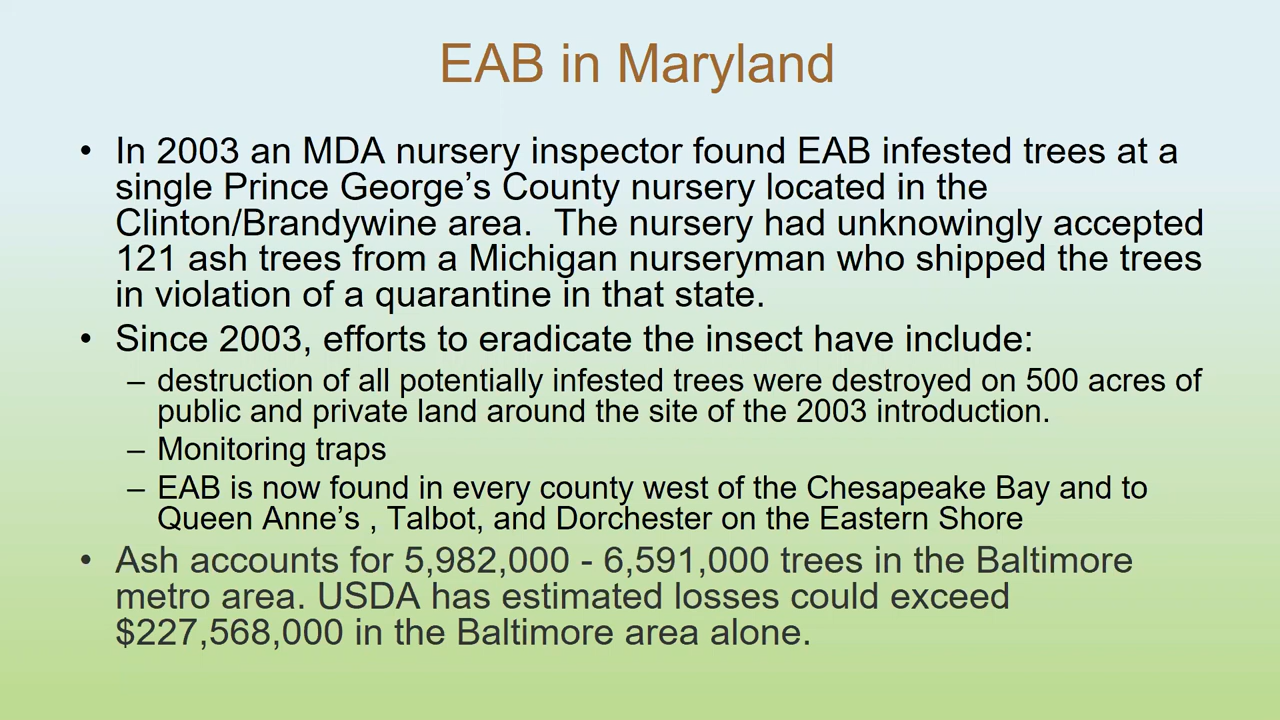 EAB in Maryland
• In 2003 an MDA nursery inspector found EAB infested trees at a
single Prince George’s County nursery located in the
Clinton/Brandywine area.  The nursery had unknowingly accepted
121 ash trees from a Michigan nurseryman who shipped the trees
in violation of a quarantine in that state.
• Since 2003, efforts to eradicate the insect have include:
– destruction of all potentially infested trees were destroyed on 500 acres of
public and private land around the site of the 2003 introduction.
– Monitoring traps
– EAB is now found in every county west of the Chesapeake Bay and to
Queen Anne’s , Talbot, and Dorchester on the Eastern Shore
• Ash accounts for 5,982,000 - 6,591,000 trees in the Baltimore
metro area. USDA has estimated losses could exceed
$227,568,000 in the Baltimore area alone.